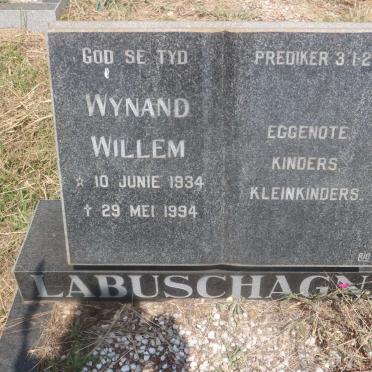 GOD SE TYD
WYNAND
WILLEM
☆ 10 JUNIE 1934
✝ 29 MEI 1994
PREDIKER 3:1-2
EGGENOTE,
KINDERS,
KLEINKINDERS.
LABUSCHAGN